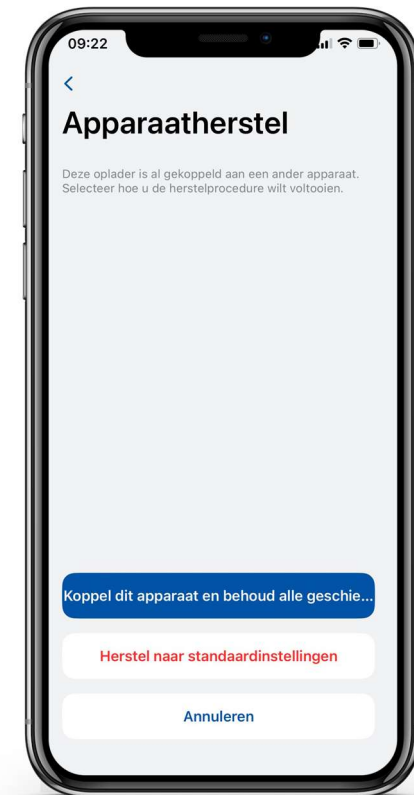 09:22
Apparaatherstel
Deze oplader is al gekoppeld aan een ander apparaat.
Selecteer hoe u de herstelprocedure wilt voltooien.
Koppel dit apparaat en behoud alle geschie...
Herstel naar standaardinstellingen
Annuleren